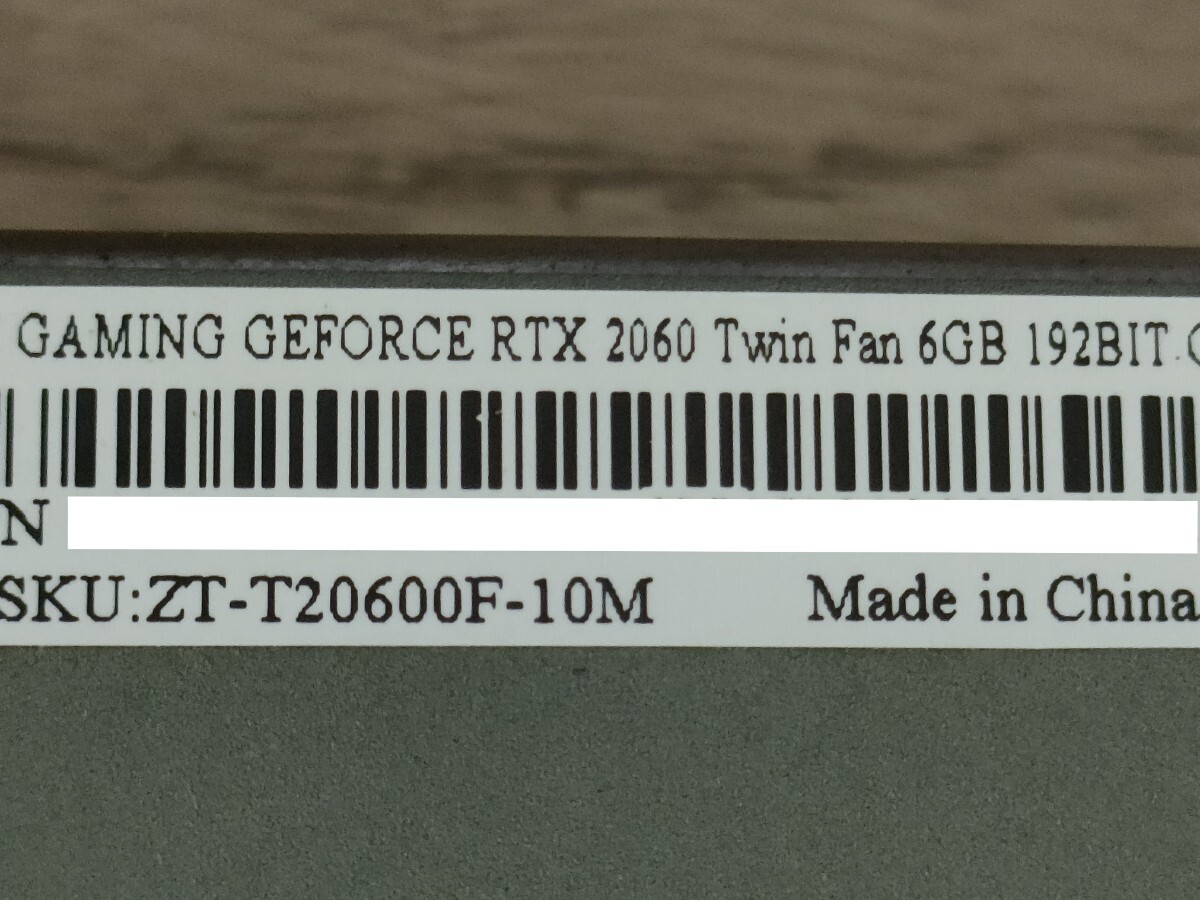 GAMING GEFORCE RTX 2060 Twin Fan 6GB 192BIT
N
SKU:ZT-T20600F-10M Made in China